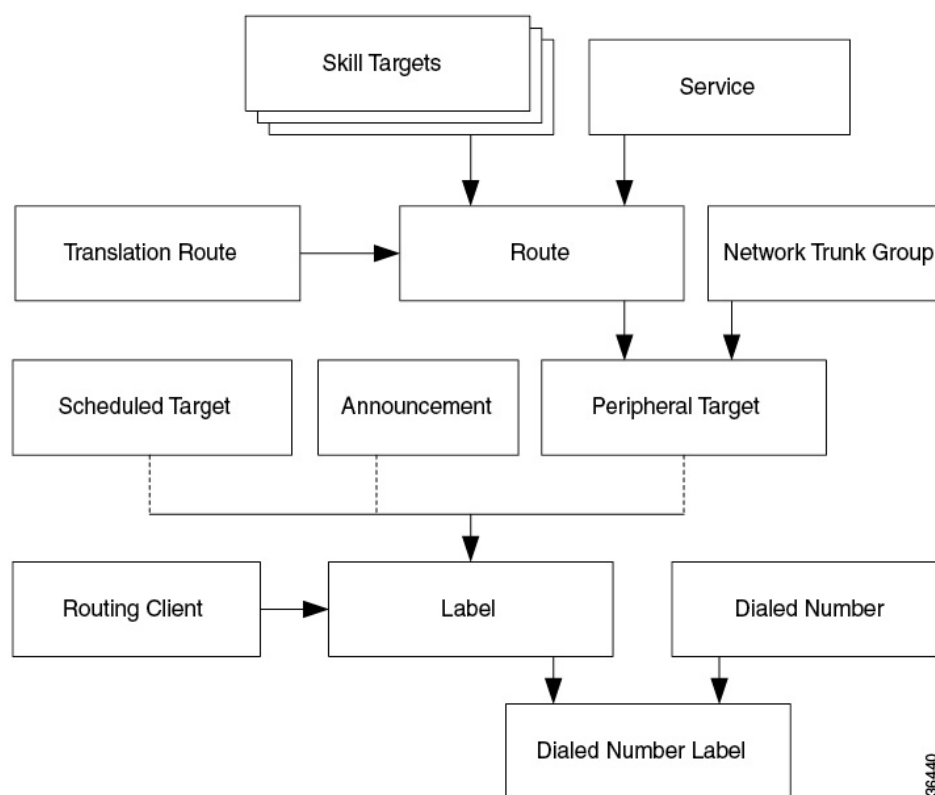 Skill Targets
Service
Translation Route
Route
Network Trunk Group
Scheduled Target
Announcement
Peripheral Target
Routing Client
Label
Dialed Number
Dialed Number Label
36440